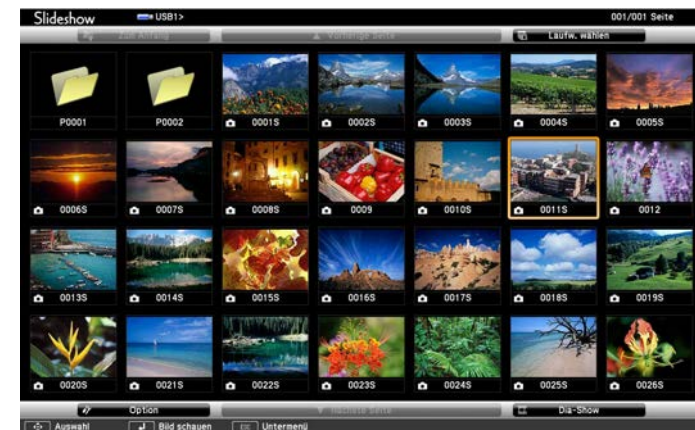 Slideshow USB1> 001/001 Seite
Zum Anfang Vorherige Seite Laufw. wählen
P0001 P0002 0001S 0002S 0003S 0004S 0005S
0006S 0007S 0008S 0009 0010S 0011S 0012
0013S 0014S 0015S 0016S 0017S 0018S 0019S
0020S 0021S 0022S 0023S 0024S 0025S 0026S
Option Nächste Seite Dia-Show
Auswahl Bild schauen Esc Untermenü